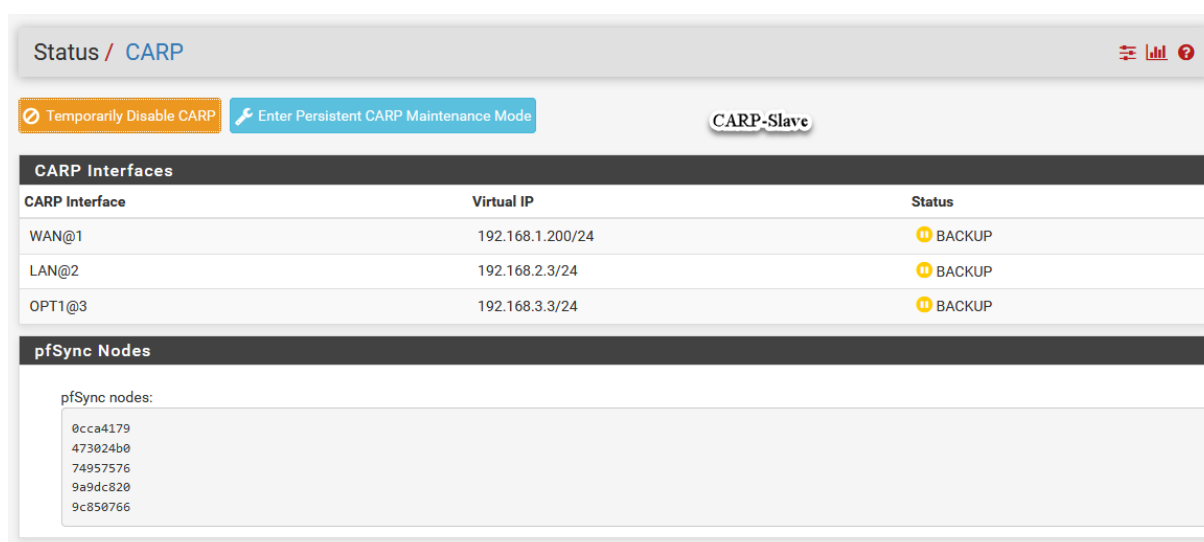 Status / CARP
Temporarily Disable CARP Enter Persistent CARP Maintenance Mode CARP-Slave
CARP Interfaces
CARP Interface Virtual IP Status
WAN@1 192.168.1.200/24 BACKUP
LAN@2 192.168.2.3/24 BACKUP
OPT1@3 192.168.3.3/24 BACKUP
pfSync Nodes
pfSync nodes:
0cca4179
473024b0
74957576
9a9dc820
9c850766